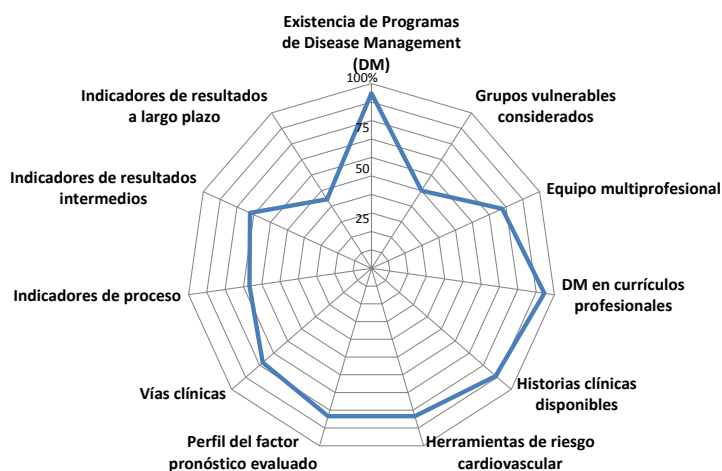 Existencia de Programas
de Disease Management
(DM)
100%
75
50
25
Grupos vulnerables
considerados
Equipo multiprofesional
DM en currículos
profesionales
Historias clínicas
disponibles
Herramientas de riesgo
cardiovascular
Perfil del factor
pronóstico evaluado
Vías clínicas
Indicadores de proceso
Indicadores de resultados
intermedios
Indicadores de resultados
a largo plazo